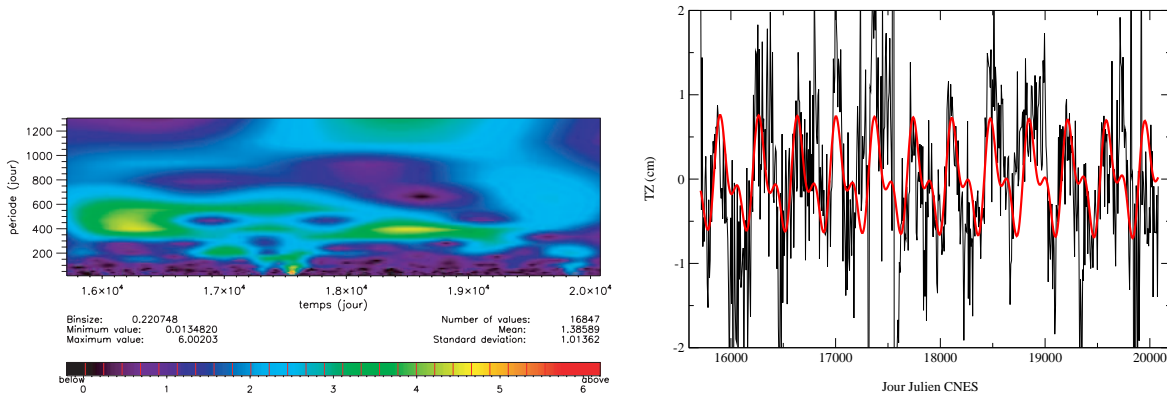 1200
1000
800
600
400
200
période (jour)
1.6×10⁴ 1.7×10⁴ 1.8×10⁴ 1.9×10⁴ 2.0×10⁴
temps (jour)
Binsize: 0.220748
Minimum value: 0.0134820
Maximum value: 6.00203
Number of values: 16847
Mean: 1.38589
Standard deviation: 1.01362
below above
0 1 2 3 4 5 6
2
1
0
-1
-2
TZ (cm)
16000 17000 18000 19000 20000
Jour Julien CNES